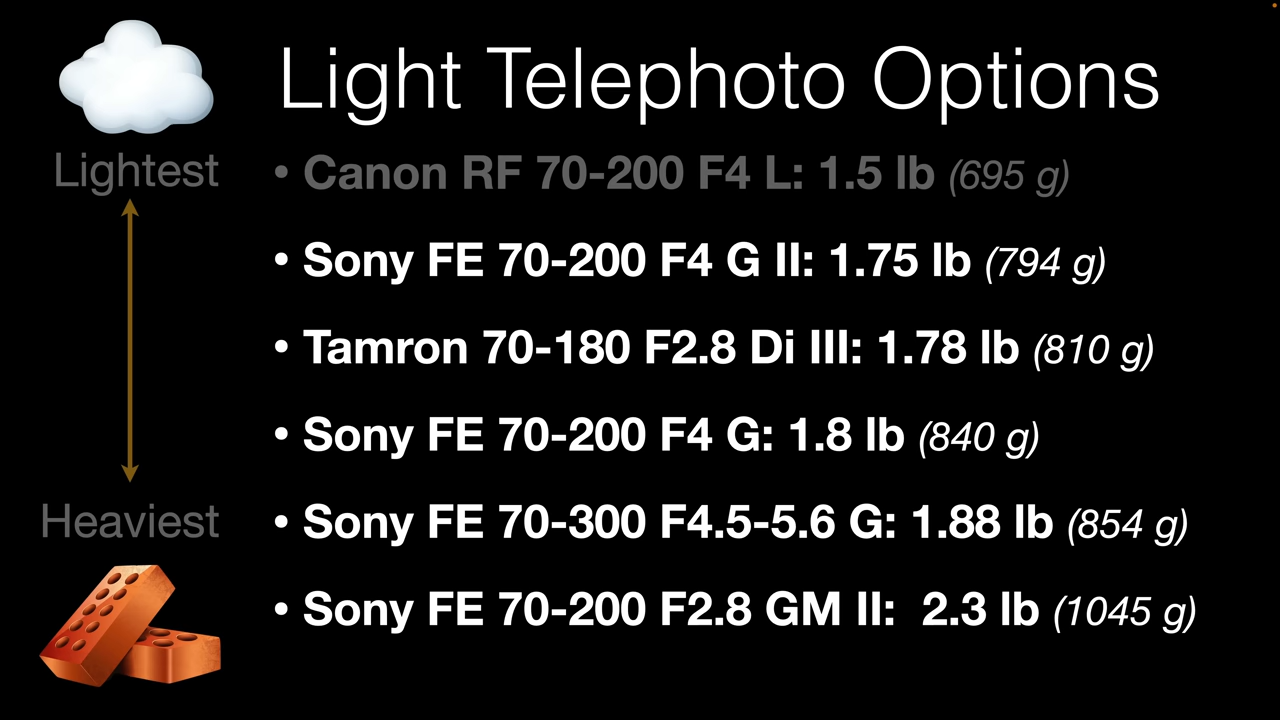 Light Telephoto Options
Lightest
• Canon RF 70-200 F4 L: 1.5 lb (695 g)
• Sony FE 70-200 F4 G II: 1.75 lb (794 g)
• Tamron 70-180 F2.8 Di III: 1.78 lb (810 g)
• Sony FE 70-200 F4 G: 1.8 lb (840 g)
Heaviest
• Sony FE 70-300 F4.5-5.6 G: 1.88 lb (854 g)
• Sony FE 70-200 F2.8 GM II: 2.3 lb (1045 g)